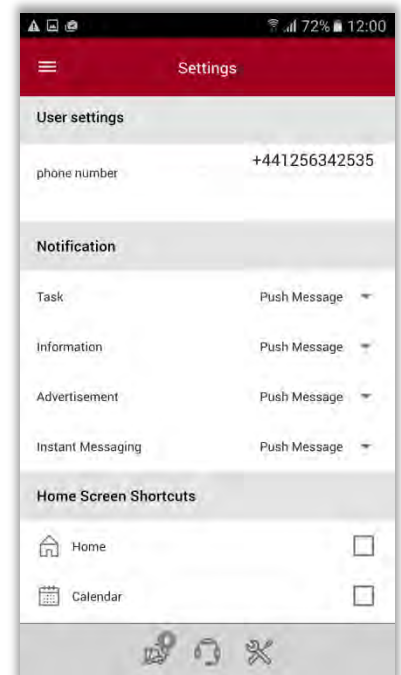 72% 12:00
Settings
User settings
phone number +441256342535
Notification
Task Push Message
Information Push Message
Advertisement Push Message
Instant Messaging Push Message
Home Screen Shortcuts
Home
Calendar